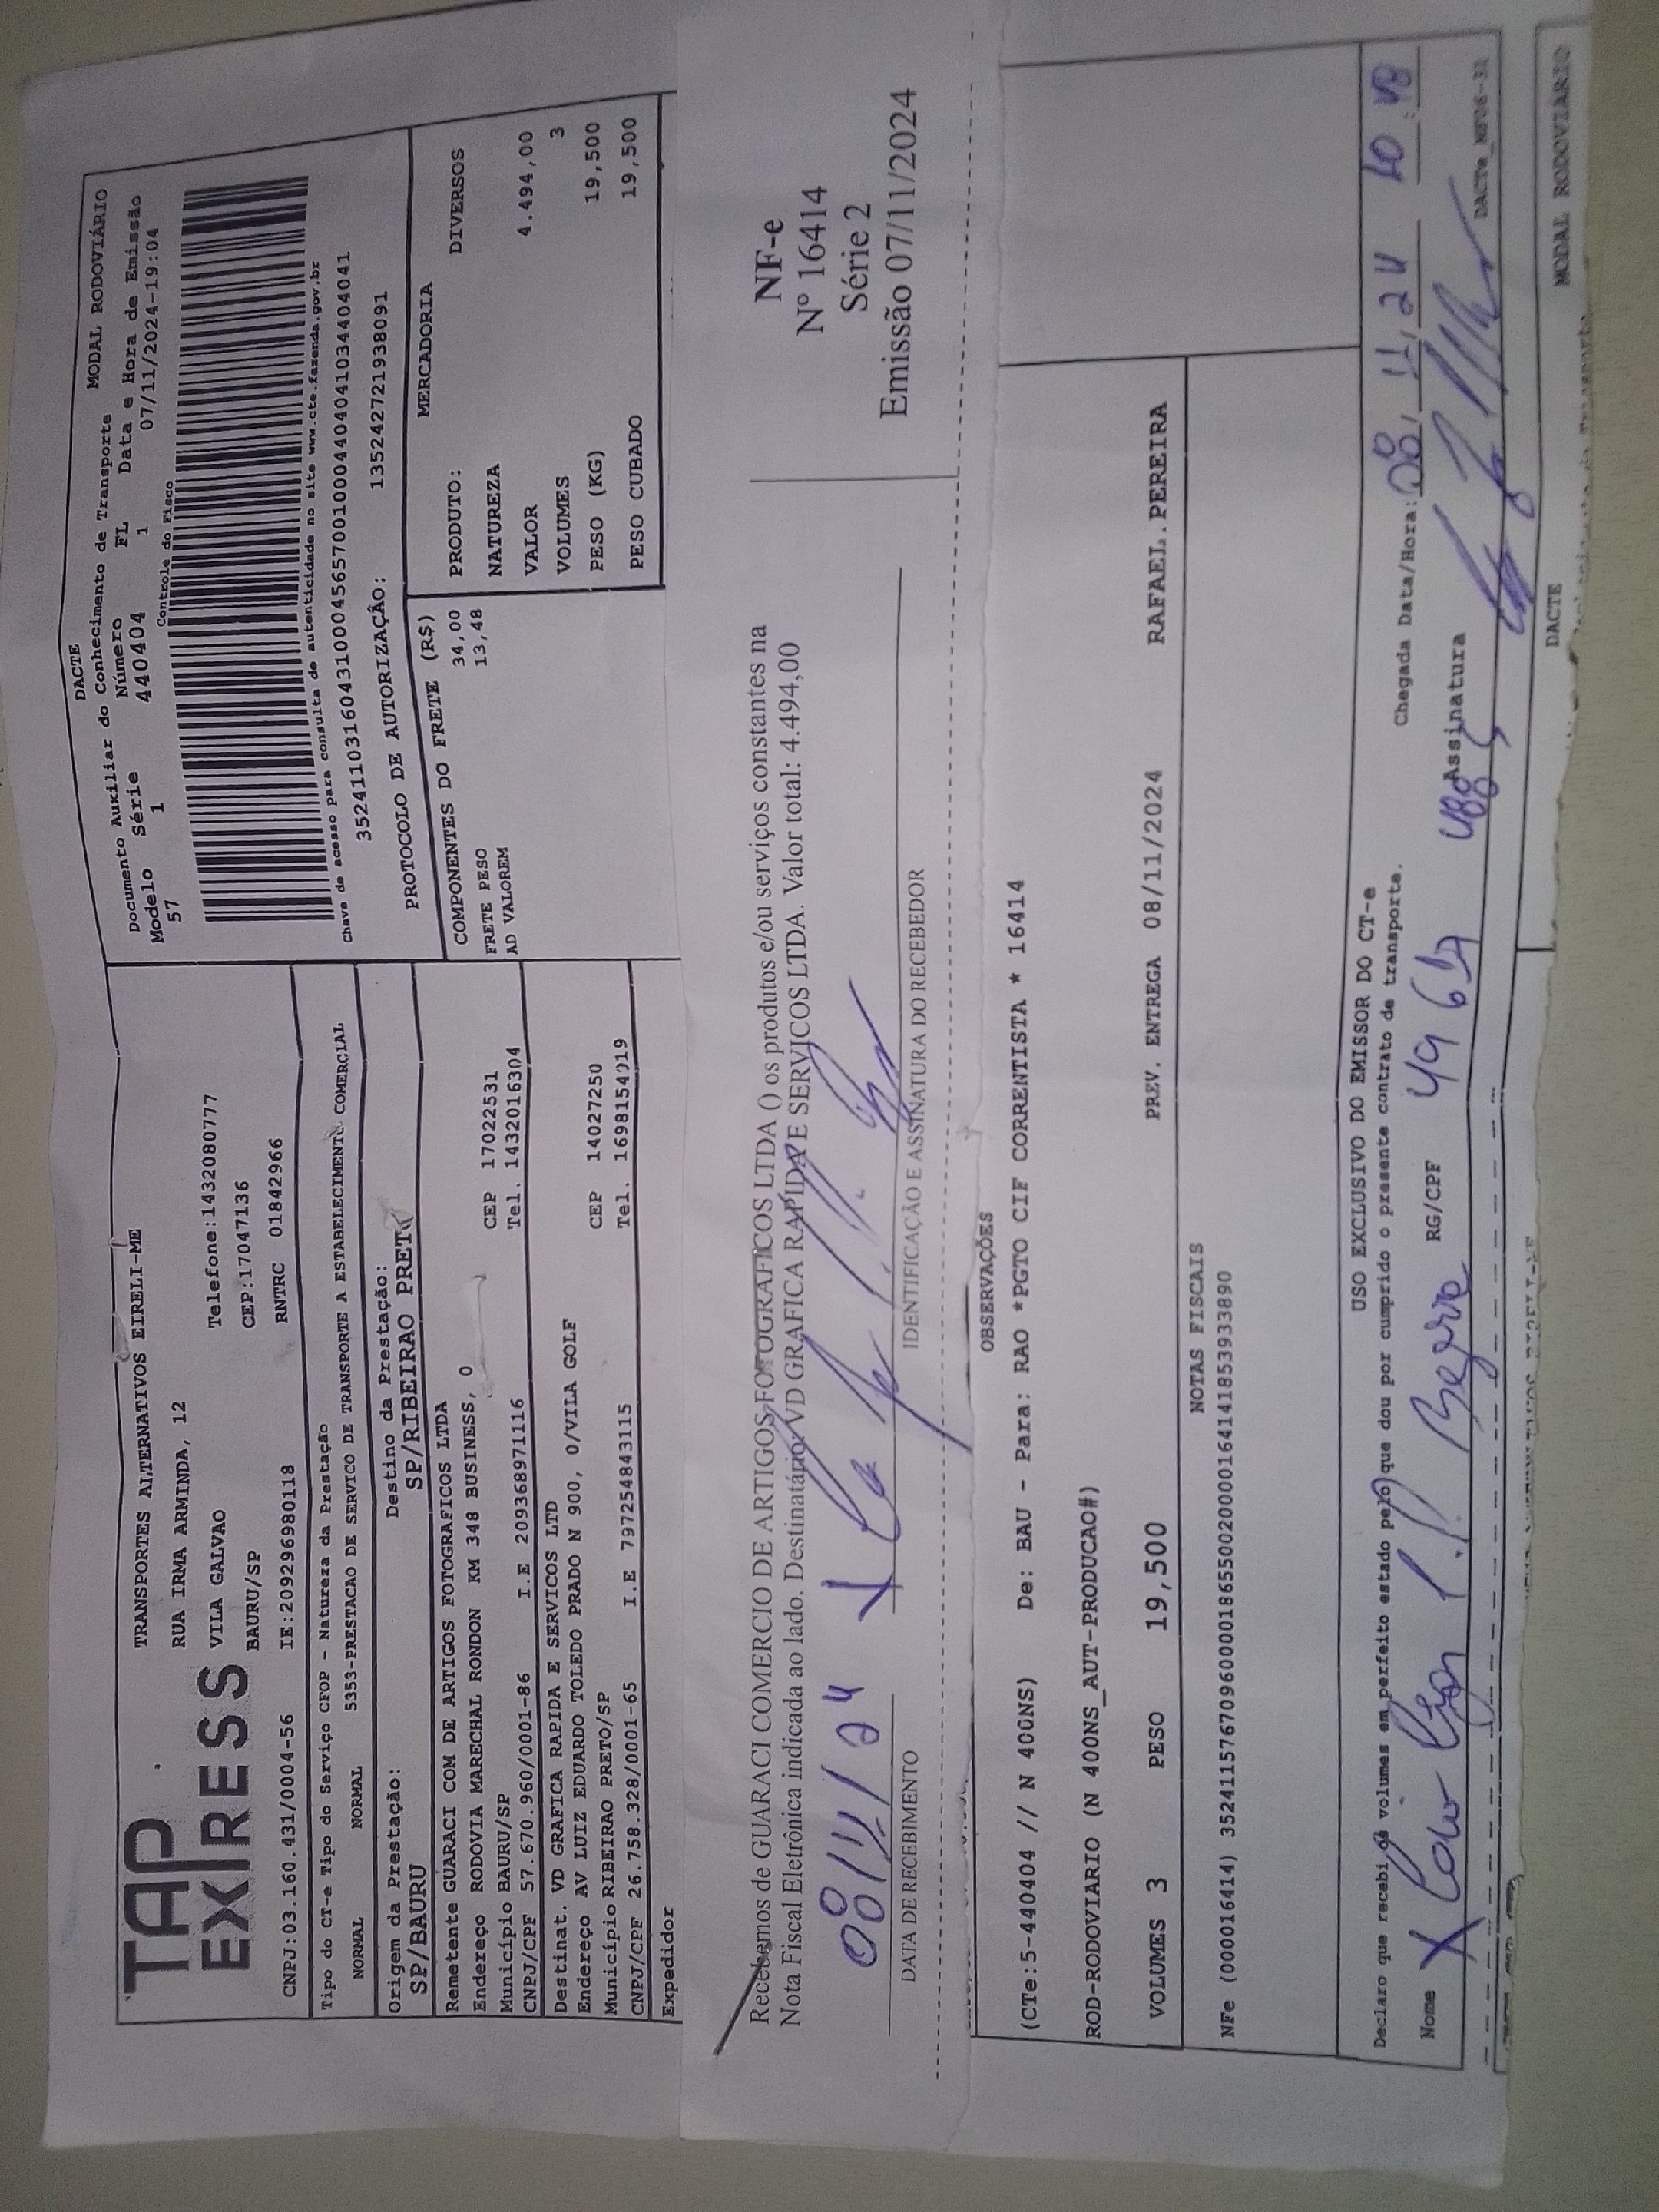 TAP
EXPRESS
TRANSPORTES ALTERNATIVOS EIRELI-ME
RUA IRMA ARMINDA, 12
VILA GALVAO Telefone:1432080777
BAURU/SP CEP:17047136
CNPJ:03.160.431/0004-56 IE:209296980118 RNTRC 01842966
DACTE
Documento Auxiliar do Conhecimento de Transporte MODAL RODOVIÁRIO
Modelo Série Número FL Data e Hora de Emissão
57 1 440404 1 07/11/2024-19:04
Controle do Fisco
Chave de acesso para consulta de autenticidade no site www.cte.fazenda.gov.br
35241103160431000456570010004404041034404041
PROTOCOLO DE AUTORIZAÇÃO: 135242721938091
Tipo do CT-e Tipo do Serviço CFOP - Natureza da Prestação
NORMAL NORMAL 5353-PRESTACAO DE SERVICO DE TRANSPORTE A ESTABELECIMENTO COMERCIAL
Origem da Prestação: Destino da Prestação:
SP/BAURU SP/RIBEIRAO PRETO
Remetente GUARACI COM DE ARTIGOS FOTOGRAFICOS LTDA
Endereço RODOVIA MARECHAL RONDON KM 348 BUSINESS, 0
Município BAURU/SP CEP 17022531
CNPJ/CPF 57.670.960/0001-86 I.E 209368971116 Tel. 1432016304
Destinat. VD GRAFICA RAPIDA E SERVICOS LTD
Endereço AV LUIZ EDUARDO TOLEDO PRADO N 900, 0/VILA GOLF
Município RIBEIRAO PRETO/SP CEP 14027250
CNPJ/CPF 26.758.328/0001-65 I.E 797254843115 Tel. 1698154019
Expedidor
COMPONENTES DO FRETE (R$)
FRETE PESO 34,00
AD VALOREM 13,48
MERCADORIA
PRODUTO: DIVERSOS
NATUREZA
VALOR 4.494,00
VOLUMES 3
PESO (KG) 19,500
PESO CUBADO 19,500
Recebemos de GUARACI COMERCIO DE ARTIGOS FOTOGRAFICOS LTDA () os produtos e/ou serviços constantes na
Nota Fiscal Eletrônica indicada ao lado. Destinatário: VD GRAFICA RAPIDA E SERVICOS LTDA. Valor total: 4.494,00
08/11/24
DATA DE RECEBIMENTO IDENTIFICAÇÃO E ASSINATURA DO RECEBEDOR
NF-e
Nº 16414
Série 2
Emissão 07/11/2024
OBSERVAÇÕES
(CTe:5-440404 // N 400NS) De: BAU - Para: RAO *PGTO CIF CORRENTISTA * 16414
ROD-RODOVIARIO (N 400NS_AUT-PRODUCAO#)
VOLUMES 3 PESO 19,500 PREV. ENTREGA 08/11/2024 RAFAEL.PEREIRA
NOTAS FISCAIS
NFe (000016414) 35241157670960000186550020000164141853933890
USO EXCLUSIVO DO EMISSOR DO CT-e
Declaro que recebi os volumes em perfeito estado pelo que dou por cumprido o presente contrato de transporte. Chegada Data/Hora: 08/11/24 10:48
Nome RG/CPF 49 617 488 Assinatura
DACTe
DACTE
MODAL RODOVIÁRIO